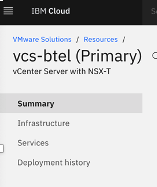 IBM Cloud
VMware Solutions / Resources /
vcs-btel (Primary)
vCenter Server with NSX-T
Summary
Infrastructure
Services
Deployment history